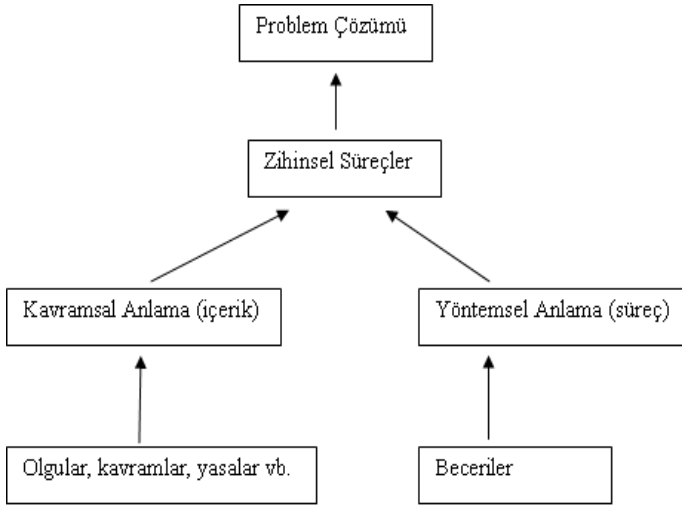 Problem Çözümü
Zihinsel Süreçler
Kavramsal Anlama (içerik)
Yöntemsel Anlama (süreç)
Olgular, kavramlar, yasalar vb.
Beceriler